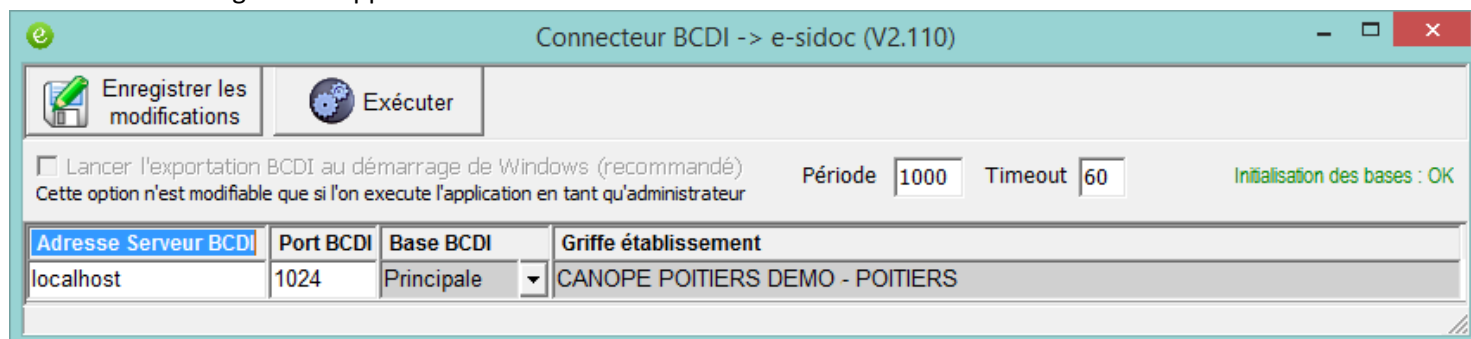 Connecteur BCDI -> e-sidoc (V2.110)
Enregistrer les
modifications
Exécuter
Lancer l'exportation BCDI au démarrage de Windows (recommandé)
Cette option n'est modifiable que si l'on execute l'application en tant qu'administrateur
Période 1000 Timeout 60 Initialisation des bases : OK
Adresse Serveur BCDI Port BCDI Base BCDI Griffe établissement
localhost 1024 Principale CANOPE POITIERS DEMO - POITIERS